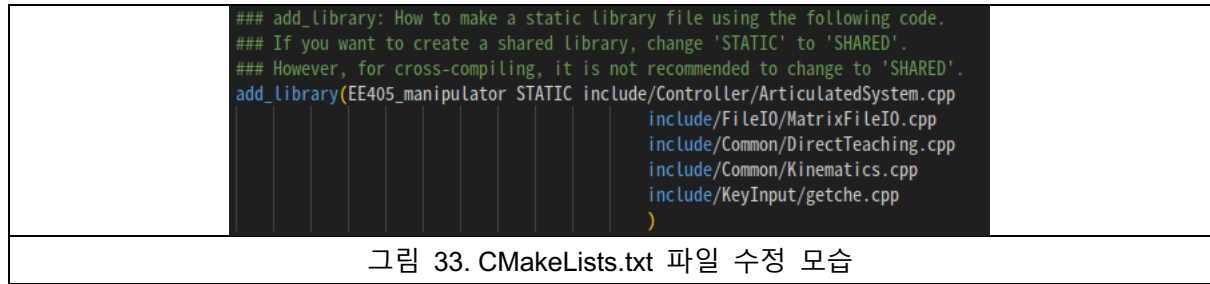 ### add_library: How to make a static library file using the following code.
### If you want to create a shared library, change 'STATIC' to 'SHARED'.
### However, for cross-compiling, it is not recommended to change to 'SHARED'.
add_library(EE405_manipulator STATIC include/Controller/ArticulatedSystem.cpp
include/FileIO/MatrixFileIO.cpp
include/Common/DirectTeaching.cpp
include/Common/Kinematics.cpp
include/KeyInput/getche.cpp
)
그림 33. CMakeLists.txt 파일 수정 모습